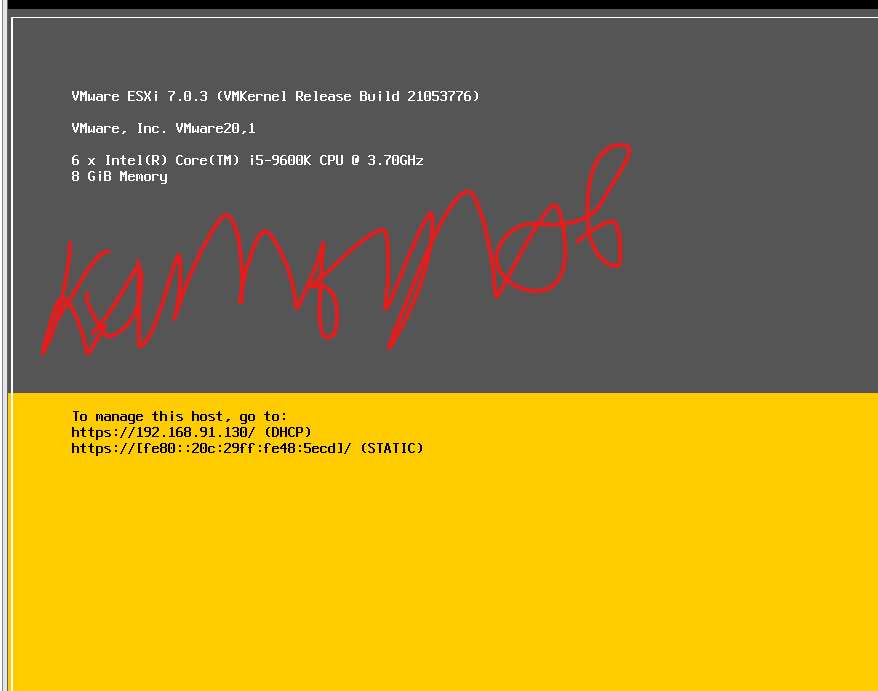 VMware ESXi 7.0.3 (VMKernel Release Build 21053776)
VMware, Inc. VMware20,1
6 x Intel(R) Core(TM) i5-9600K CPU @ 3.70GHz
8 GiB Memory
To manage this host, go to:
https://192.168.91.130/ (DHCP)
https://[fe80::20c:29ff:fe48:5ecd]/ (STATIC)